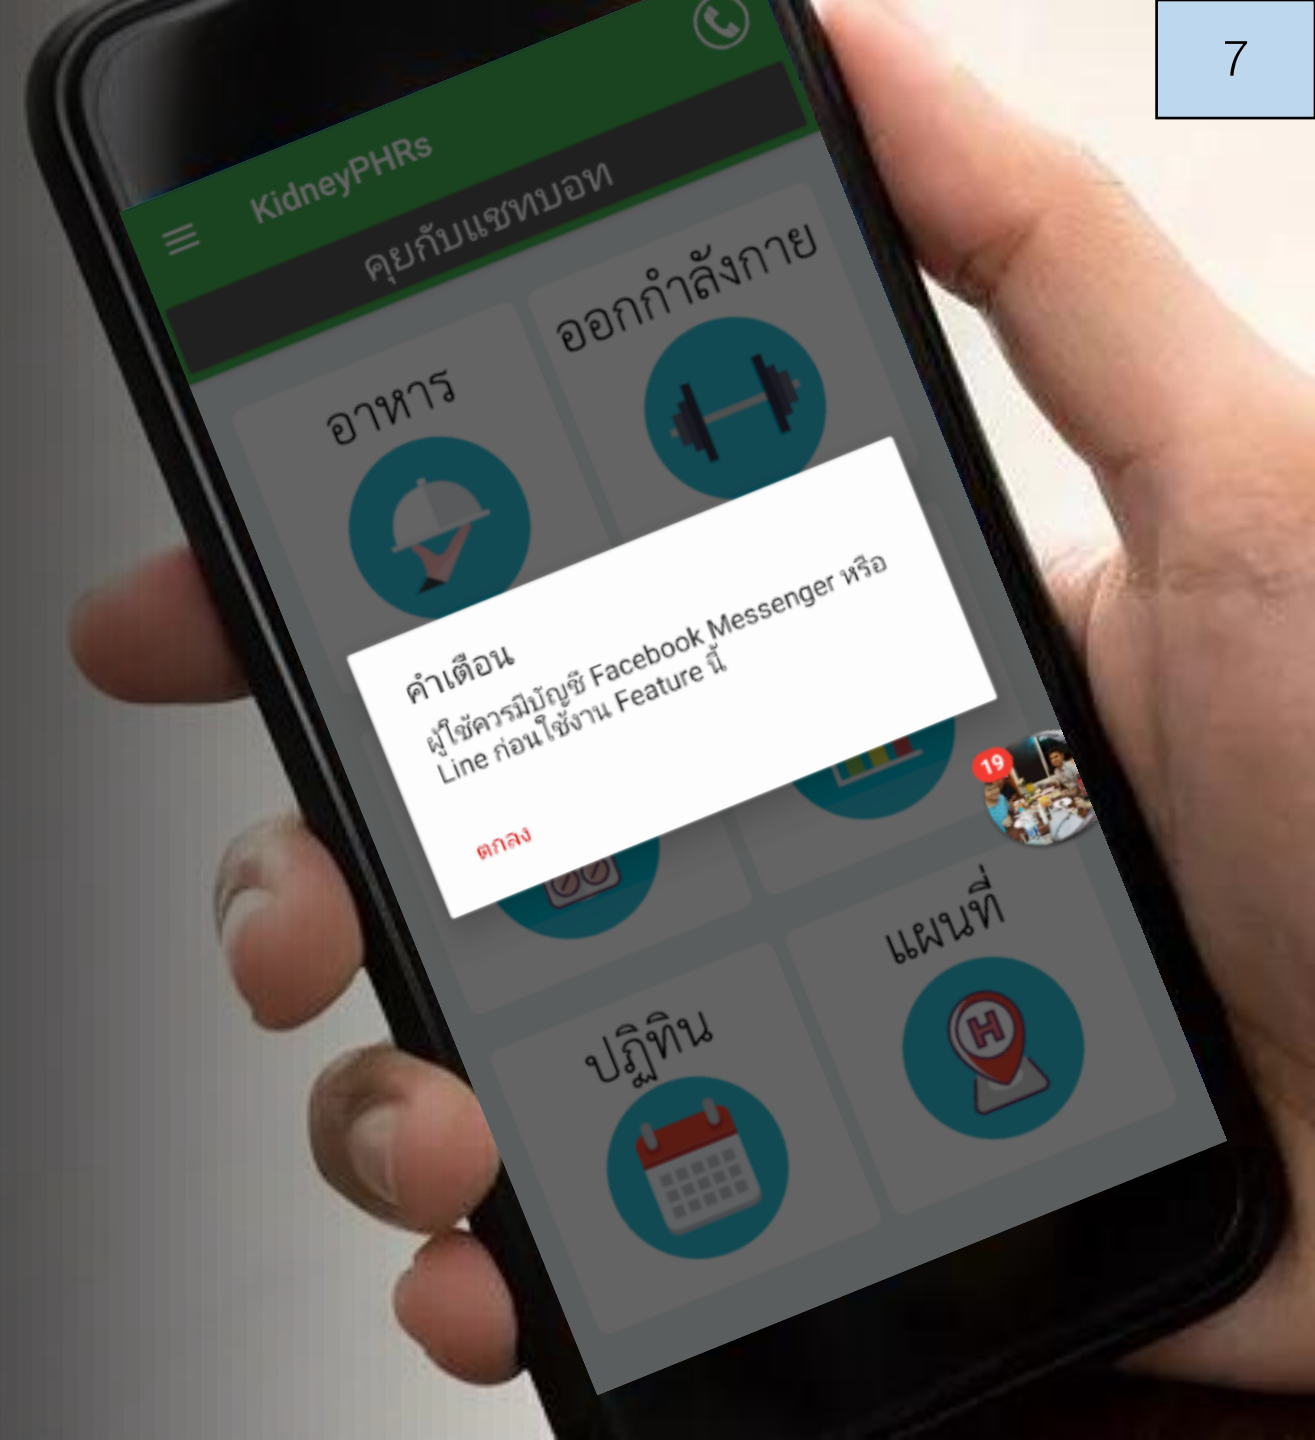 7
KidneyPHRs
คุยกับแชทบอท
อาหาร
ออกกำลังกาย
คำเตือน
ผู้ใช้ควรมีบัญชี Facebook Messenger หรือ
Line ก่อนใช้งาน Feature นี้
ตกลง
19
แผนที่
H
ปฏิทิน